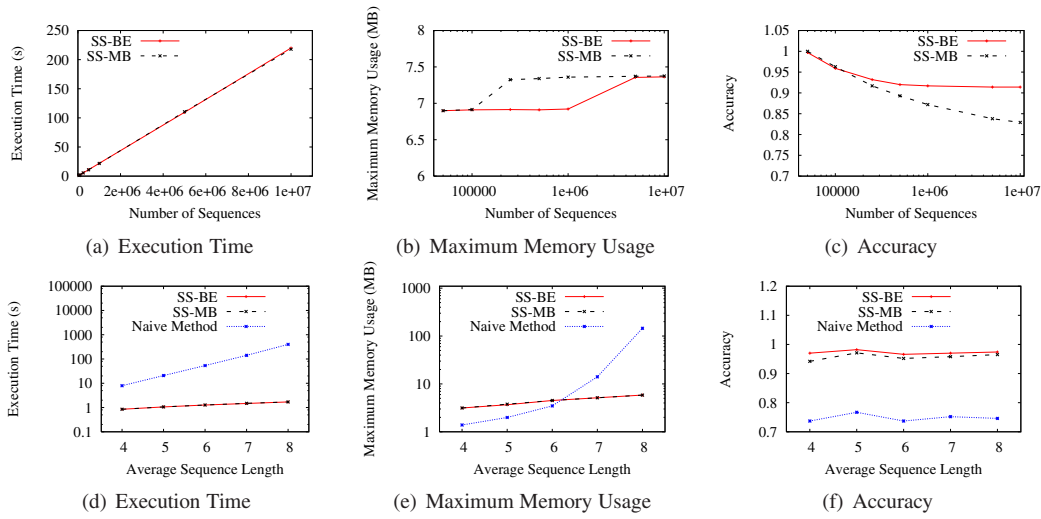 250
200
150
100
50
0
SS-BE
SS-MB
Execution Time (s)
2e+06 4e+06 6e+06 8e+06 1e+07
Number of Sequences
(a) Execution Time
8
7.5
7
6.5
6
SS-BE
SS-MB
Maximum Memory Usage (MB)
100000 1e+06 1e+07
Number of Sequences
(b) Maximum Memory Usage
1.05
1
0.95
0.9
0.85
0.8
0.75
0.7
SS-BE
SS-MB
Accuracy
100000 1e+06 1e+07
Number of Sequences
(c) Accuracy
100000
10000
1000
100
10
1
0.1
SS-BE
SS-MB
Naive Method
Execution Time (s)
4 5 6 7 8
Average Sequence Length
(d) Execution Time
1000
100
10
1
SS-BE
SS-MB
Naive Method
Maximum Memory Usage (MB)
4 5 6 7 8
Average Sequence Length
(e) Maximum Memory Usage
1.2
1.1
1
0.9
0.8
0.7
SS-BE
SS-MB
Naive Method
Accuracy
4 5 6 7 8
Average Sequence Length
(f) Accuracy